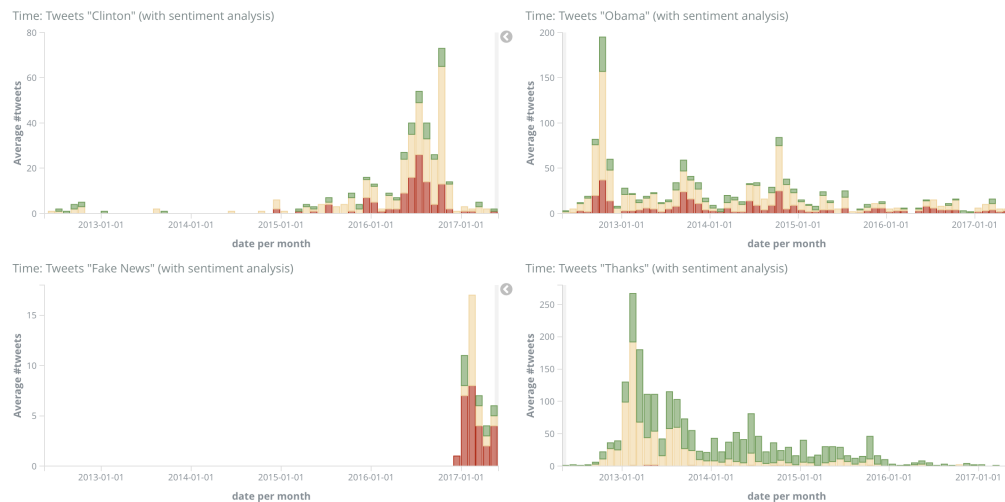 Time: Tweets "Clinton" (with sentiment analysis)
80
60
40
20
0
Average #tweets
2013-01-01 2014-01-01 2015-01-01 2016-01-01 2017-01-01
date per month
Time: Tweets "Obama" (with sentiment analysis)
200
150
100
50
0
Average #tweets
2013-01-01 2014-01-01 2015-01-01 2016-01-01 2017-01-01
date per month
Time: Tweets "Fake News" (with sentiment analysis)
15
10
5
0
Average #tweets
2013-01-01 2014-01-01 2015-01-01 2016-01-01 2017-01-01
date per month
Time: Tweets "Thanks" (with sentiment analysis)
250
200
150
100
50
0
Average #tweets
2013-01-01 2014-01-01 2015-01-01 2016-01-01 2017-01-01
date per month